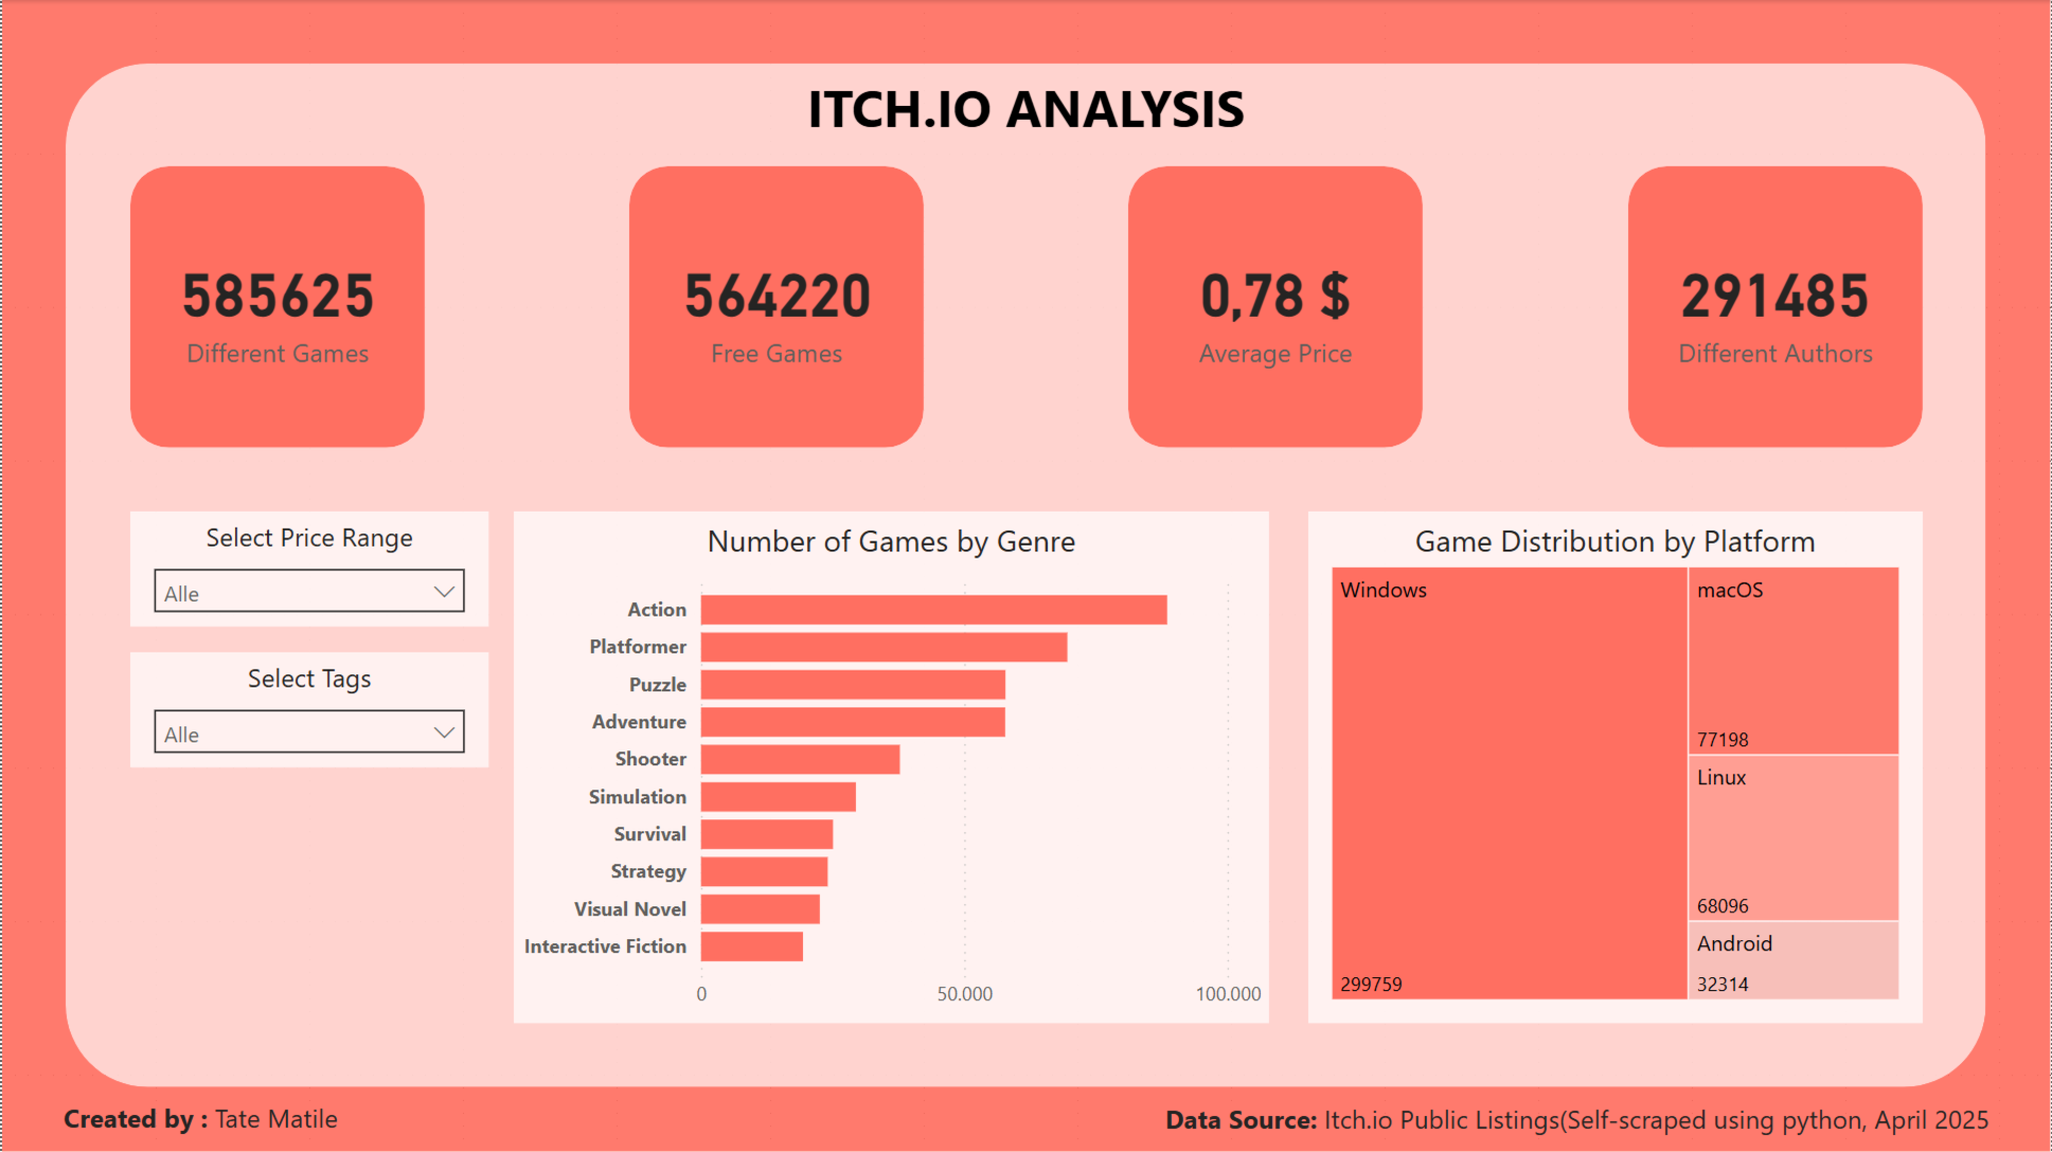 ITCH.IO ANALYSIS
585625
Different Games
564220
Free Games
0,78 $
Average Price
291485
Different Authors
Select Price Range
Alle
Select Tags
Alle
Number of Games by Genre
Action
Platformer
Puzzle
Adventure
Shooter
Simulation
Survival
Strategy
Visual Novel
Interactive Fiction
0 50.000 100.000
Game Distribution by Platform
Windows
299759
macOS
77198
Linux
68096
Android
32314
Created by : Tate Matile
Data Source: Itch.io Public Listings(Self-scraped using python, April 2025